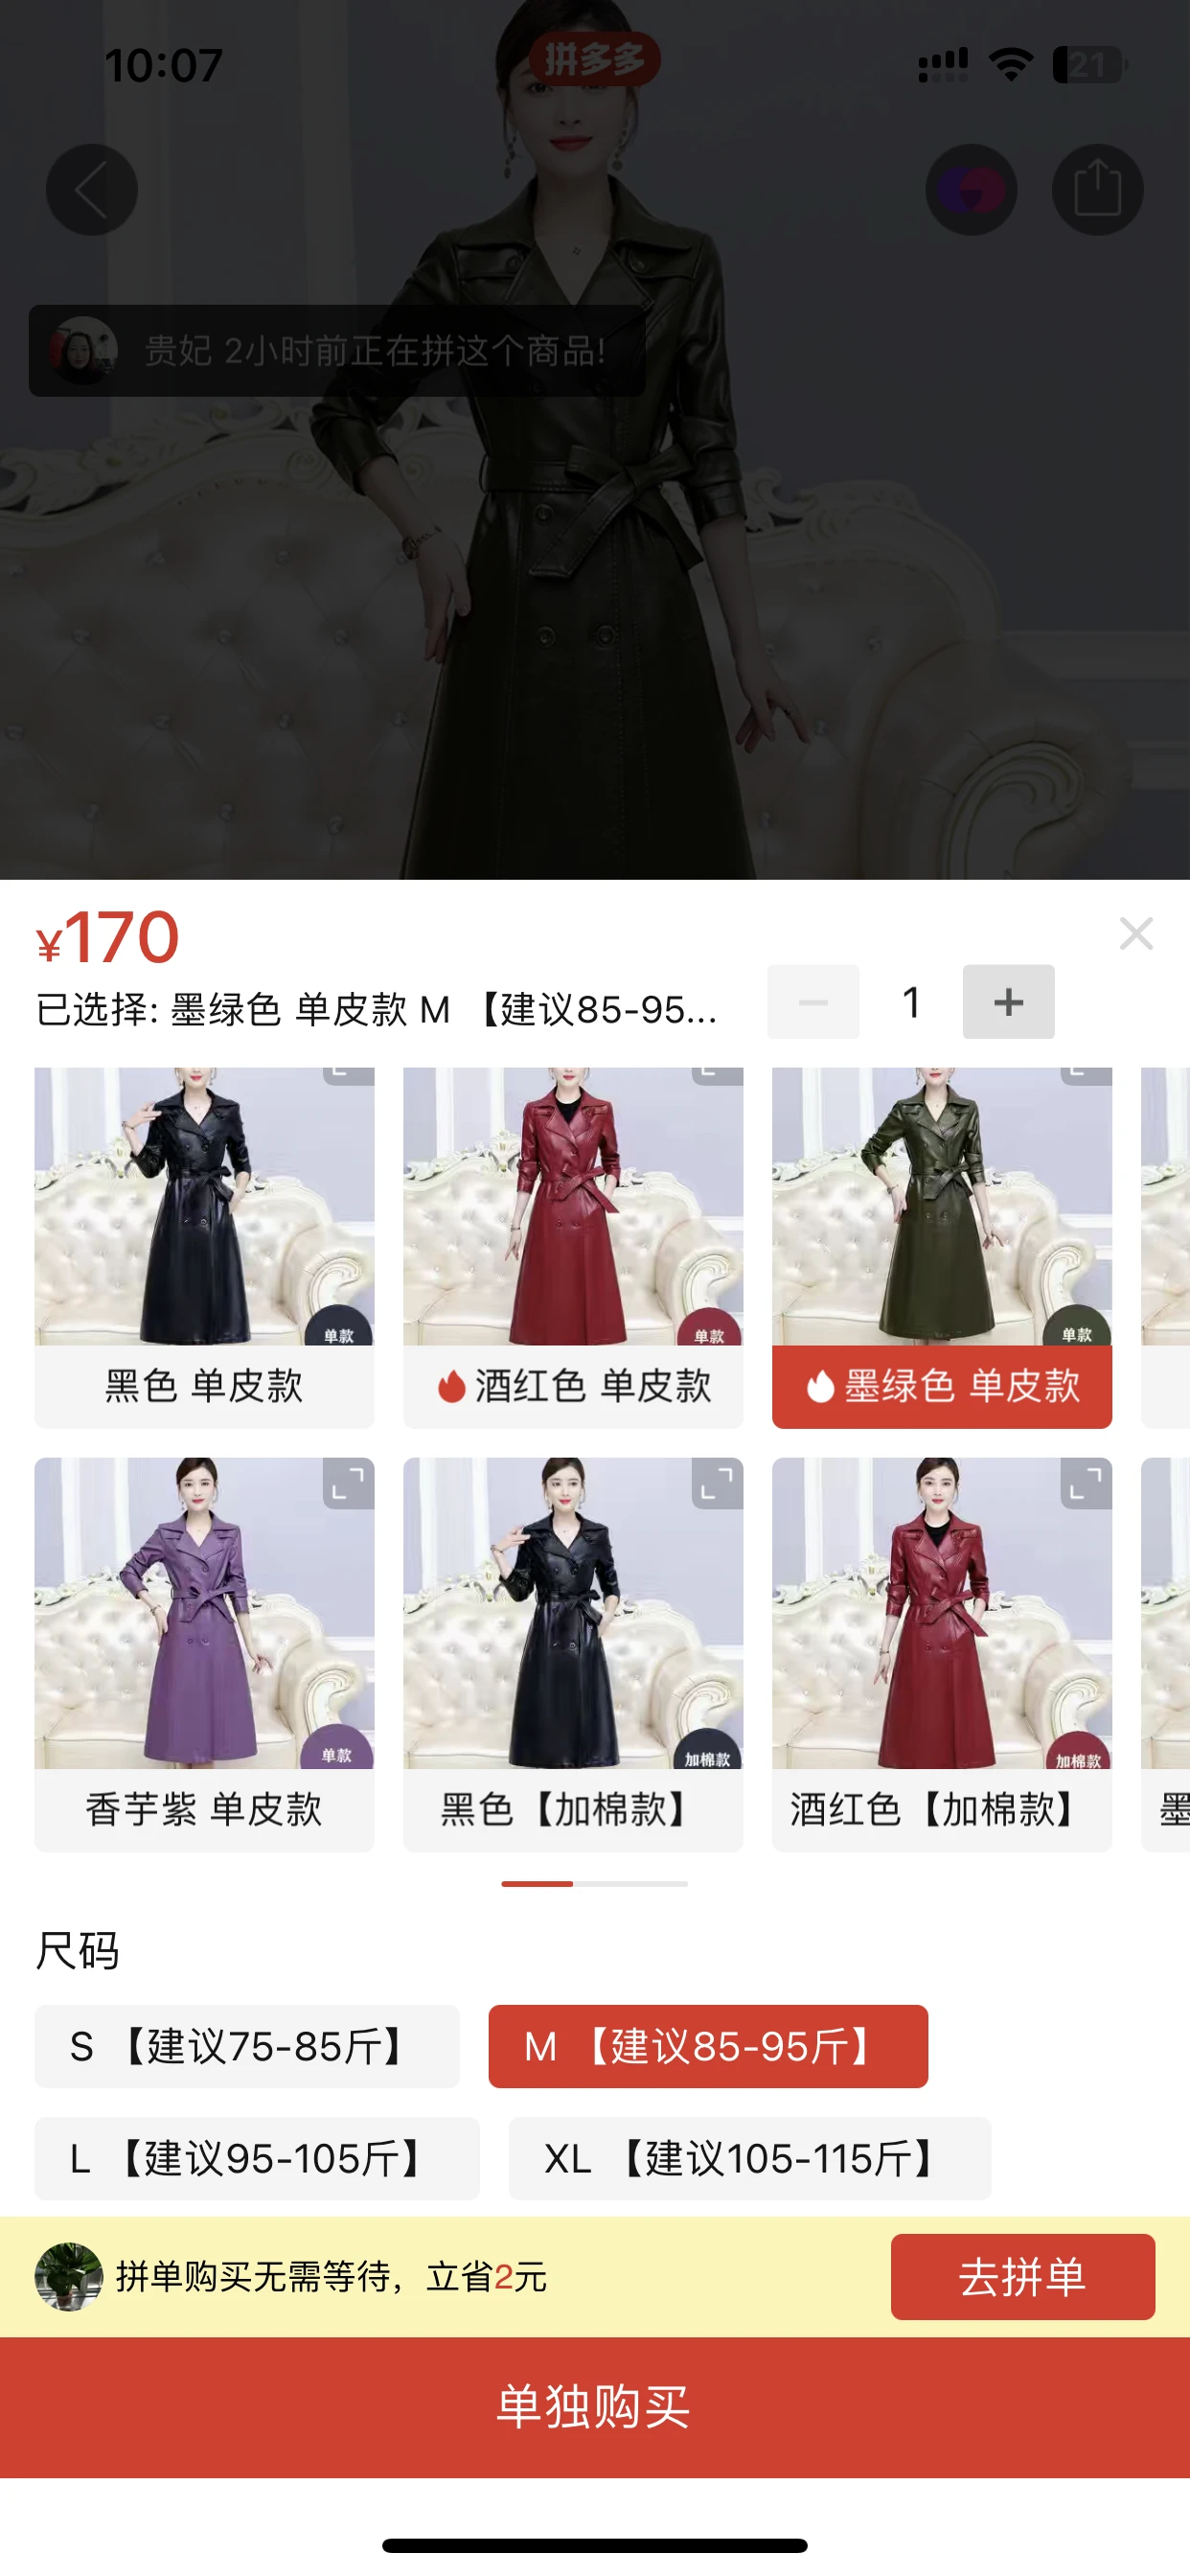 10:07
拼多多
21
贵妃 2小时前正在拼这个商品!
¥170
已选择: 墨绿色 单皮款 M 【建议85-95...
1
单款
单款
单款
黑色 单皮款
酒红色 单皮款
墨绿色 单皮款
单款
加棉款
加棉款
香芋紫 单皮款
黑色【加棉款】
酒红色【加棉款】
墨
尺码
S 【建议75-85斤】
M 【建议85-95斤】
L 【建议95-105斤】
XL 【建议105-115斤】
拼单购买无需等待，立省2元
去拼单
单独购买